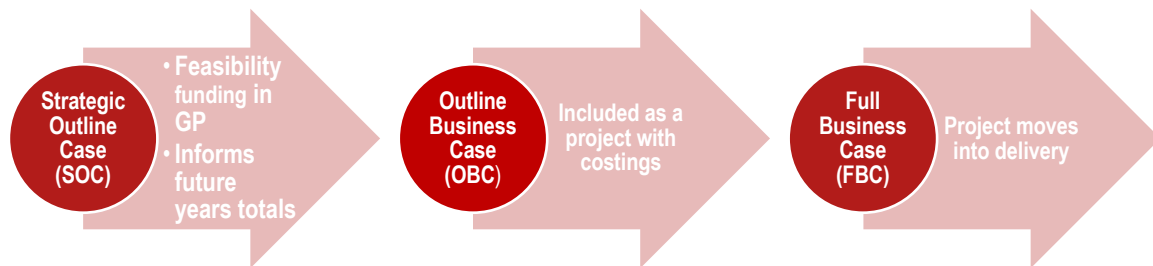 Strategic
Outline
Case
(SOC)
• Feasibility
funding in
GP
• Informs
future
years totals
Outline
Business
Case
(OBC)
Included as a
project with
costings
Full
Business
Case
(FBC)
Project moves
into delivery